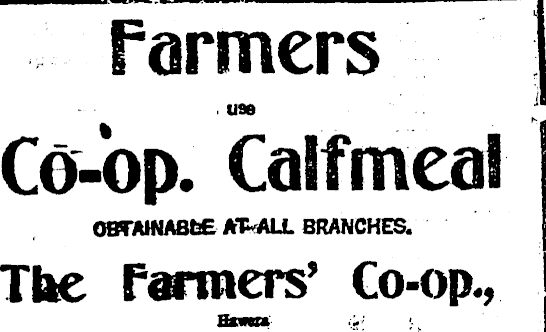 Farmers
use
Co-op. Calfmeal
OBTAINABLE AT ALL BRANCHES.
The Farmers' Co-op.,
Hawera